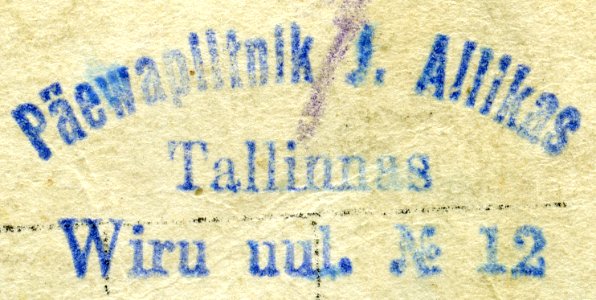 Päewapiltnik J. Allikas
Tallinnas
Wiru uul. № 12